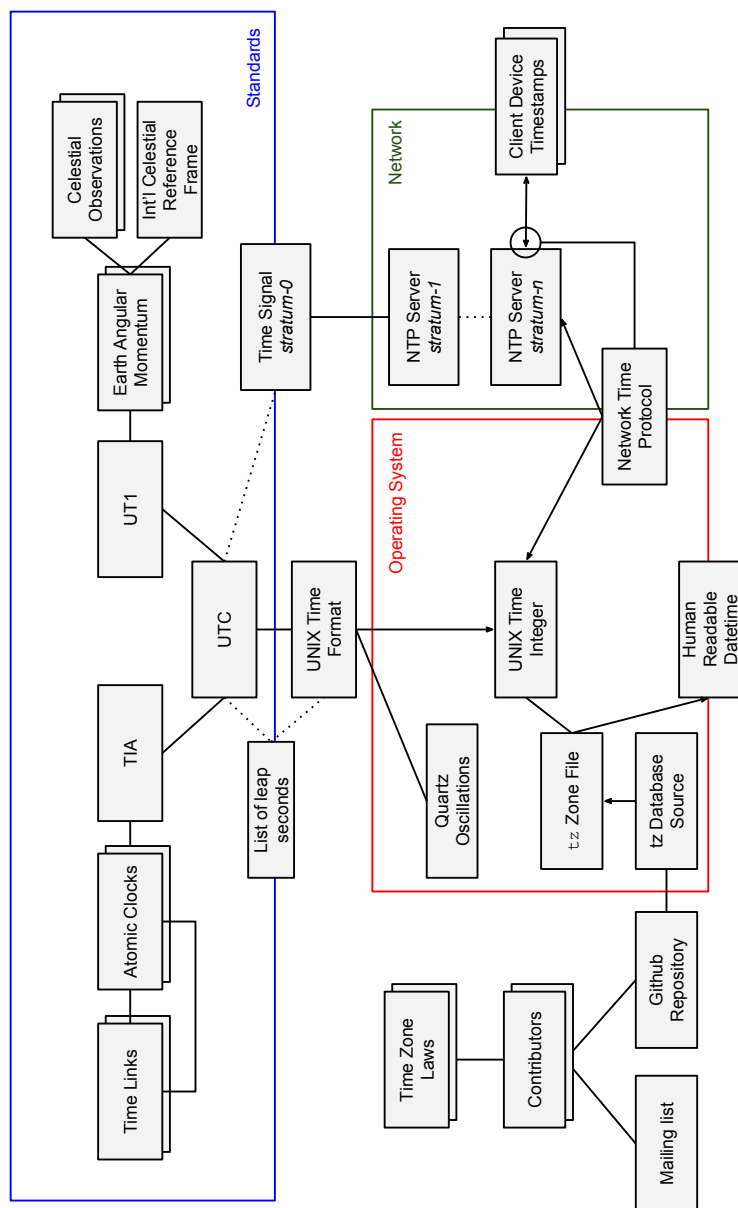 Standards
Time Links
Atomic Clocks
TIA
UT1
Earth Angular
Momentum
Celestial
Observations
Int'l Celestial
Reference
Frame
UTC
List of leap
seconds
UNIX Time
Format
Time Signal
stratum-0
Operating System
Network
Time Zone
Laws
Contributors
Mailing list
Github
Repository
Quartz
Oscillations
UNIX Time
Integer
tz Zone File
tz Database
Source
Human
Readable
Datetime
NTP Server
stratum-1
NTP Server
stratum-n
Client Device
Timestamps
Network Time
Protocol